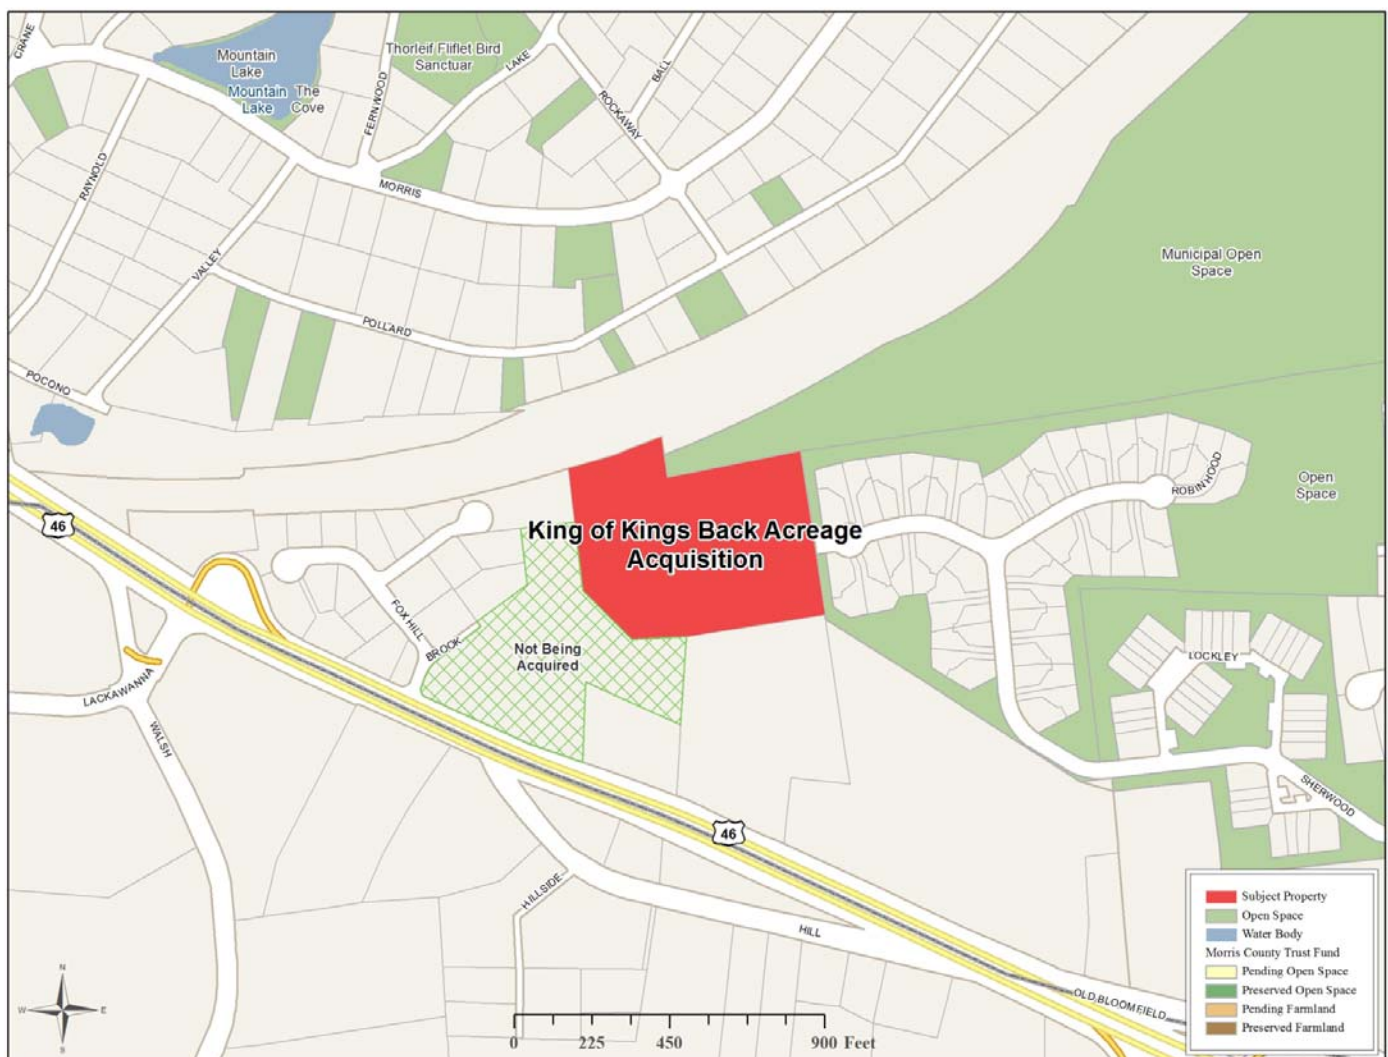 CRANE
Mountain
Lake
Mountain
Lake
The
Cove
Thorleif Fliflet Bird
Sanctuar
FERNWOOD
LAKE
BALL
ROCKAWAY
RAYNOLD
MORRIS
VALLEY
POLLARD
POCONO
Municipal Open
Space
Open
Space
ROBIN HOOD
46
King of Kings Back Acreage
Acquisition
FOX HILL
BROOK
Not Being
Acquired
LACKAWANNA
WALSH
LOCKLEY
SHERWOOD
46
HILLSIDE
HILL
OLD BLOOMFIELD
Subject Property
Open Space
Water Body
Morris County Trust Fund
Pending Open Space
Preserved Open Space
Pending Farmland
Preserved Farmland
N
W
E
S
0 225 450 900 Feet